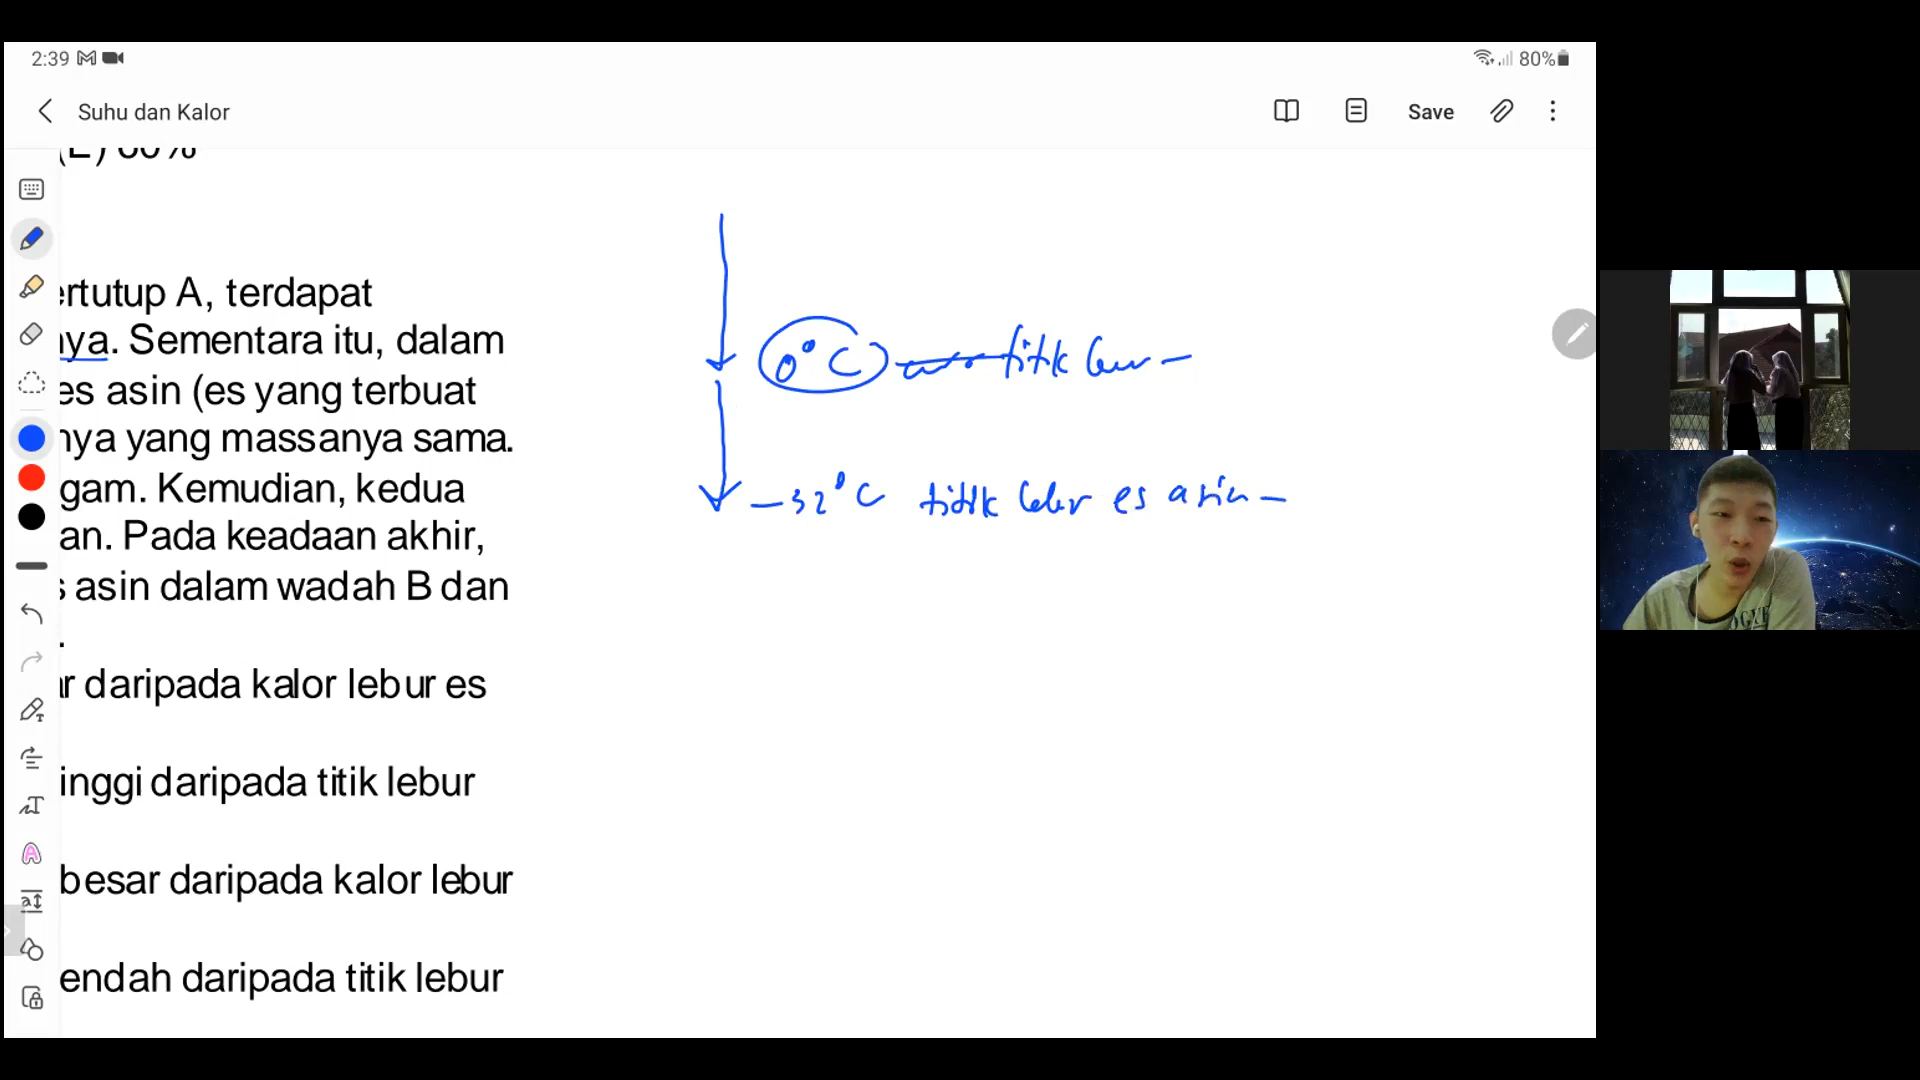 2:39
80%
Suhu dan Kalor
Save
(E) 60%
ertutup A, terdapat
nya. Sementara itu, dalam
es asin (es yang terbuat
nya yang massanya sama.
gam. Kemudian, kedua
an. Pada keadaan akhir,
s asin dalam wadah B dan
.
ar daripada kalor lebur es
inggi daripada titik lebur
besar daripada kalor lebur
endah daripada titik lebur
0°C titik lebur
-32°C titik lebur es asin